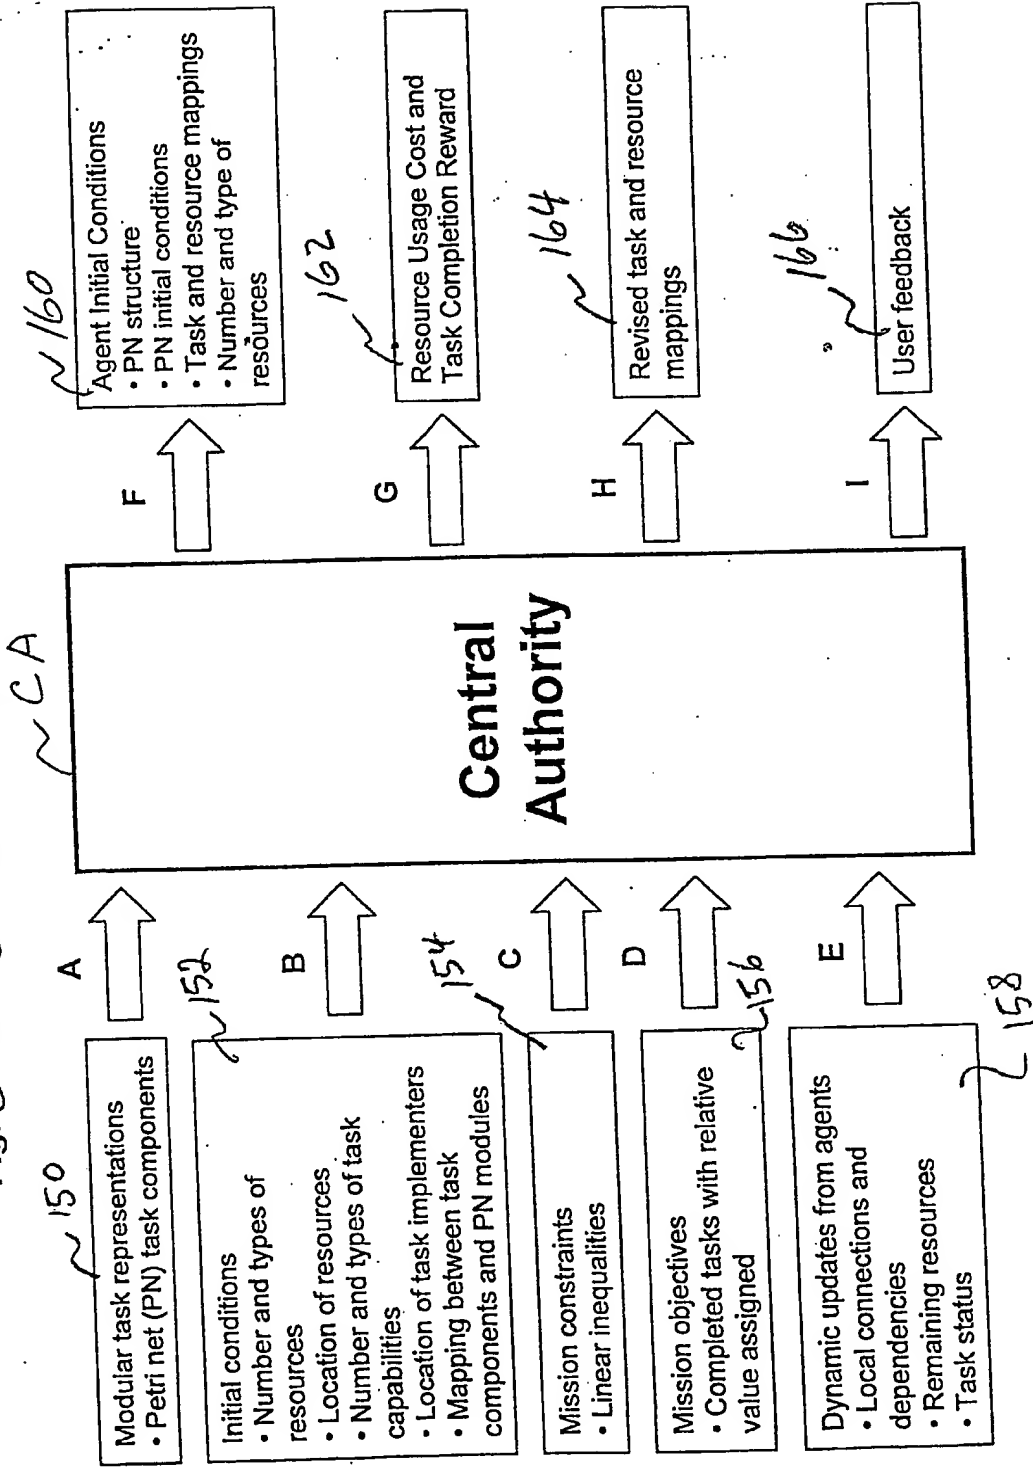 150
Modular task representations
• Petri net (PN) task components
A
152
Initial conditions
• Number and types of
resources
• Location of resources
• Number and types of task
capabilities
• Location of task implementers
• Mapping between task
components and PN modules
B
154
Mission constraints
• Linear inequalities
C
Mission objectives
• Completed tasks with relative
value assigned
156
D
Dynamic updates from agents
• Local connections and
dependencies
• Remaining resources
• Task status
158
E
CA
Central
Authority
F
160
Agent Initial Conditions
• PN structure
• PN initial conditions
• Task and resource mappings
• Number and type of
resources
G
162
Resource Usage Cost and
Task Completion Reward
H
164
Revised task and resource
mappings
I
166
User feedback